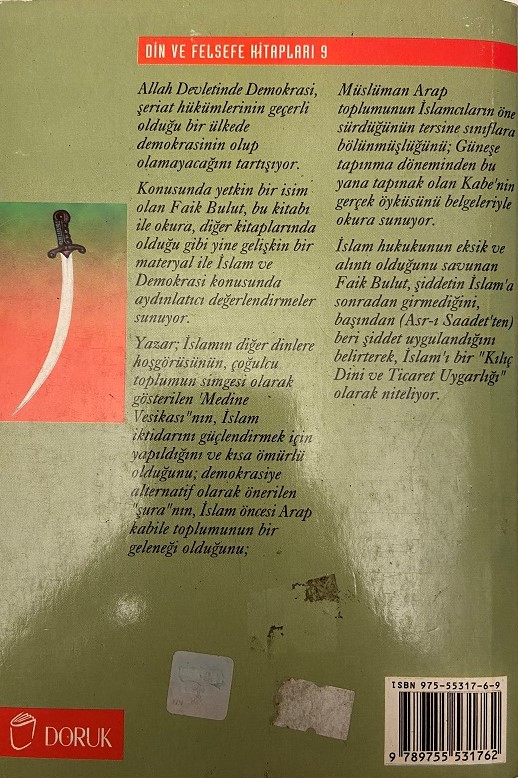 DİN VE FELSEFE KİTAPLARI 9
Allah Devletinde Demokrasi,
şeriat hükümlerinin geçerli
olduğu bir ülkede
demokrasinin olup
olamayacağını tartışıyor.
Konusunda yetkin bir isim
olan Faik Bulut, bu kitabı
ile okura, diğer kitaplarında
olduğu gibi yine gelişkin bir
materyal ile İslam ve
Demokrasi konusunda
aydınlatıcı değerlendirmeler
sunuyor.
Yazar; İslamın diğer dinlere
hoşgörüsünün, çoğulcu
toplumun simgesi olarak
gösterilen 'Medine
Vesikası"nın, İslam
iktidarını güçlendirmek için
yapıldığını ve kısa ömürlü
olduğunu; demokrasiye
alternatif olarak önerilen
"şura"nın, İslam öncesi Arap
kabile toplumunun bir
geleneği olduğunu;
Müslüman Arap
toplumunun İslamcıların öne
sürdüğünün tersine sınıflara
bölünmüşlüğünü; Güneşe
tapınma döneminden bu
yana tapınak olan Kabe'nin
gerçek öyküsünü belgeleriyle
okura sunuyor.
İslam hukukunun eksik ve
alıntı olduğunu savunan
Faik Bulut, şiddetin İslam'a
sonradan girmediğini,
başından (Asr-ı Saadet'ten)
beri şiddet uygulandığını
belirterek, İslam'ı bir "Kılıç
Dini ve Ticaret Uygarlığı"
olarak niteliyor.
ISBN 975-55317-6-9
9 789755 531762
DORUK